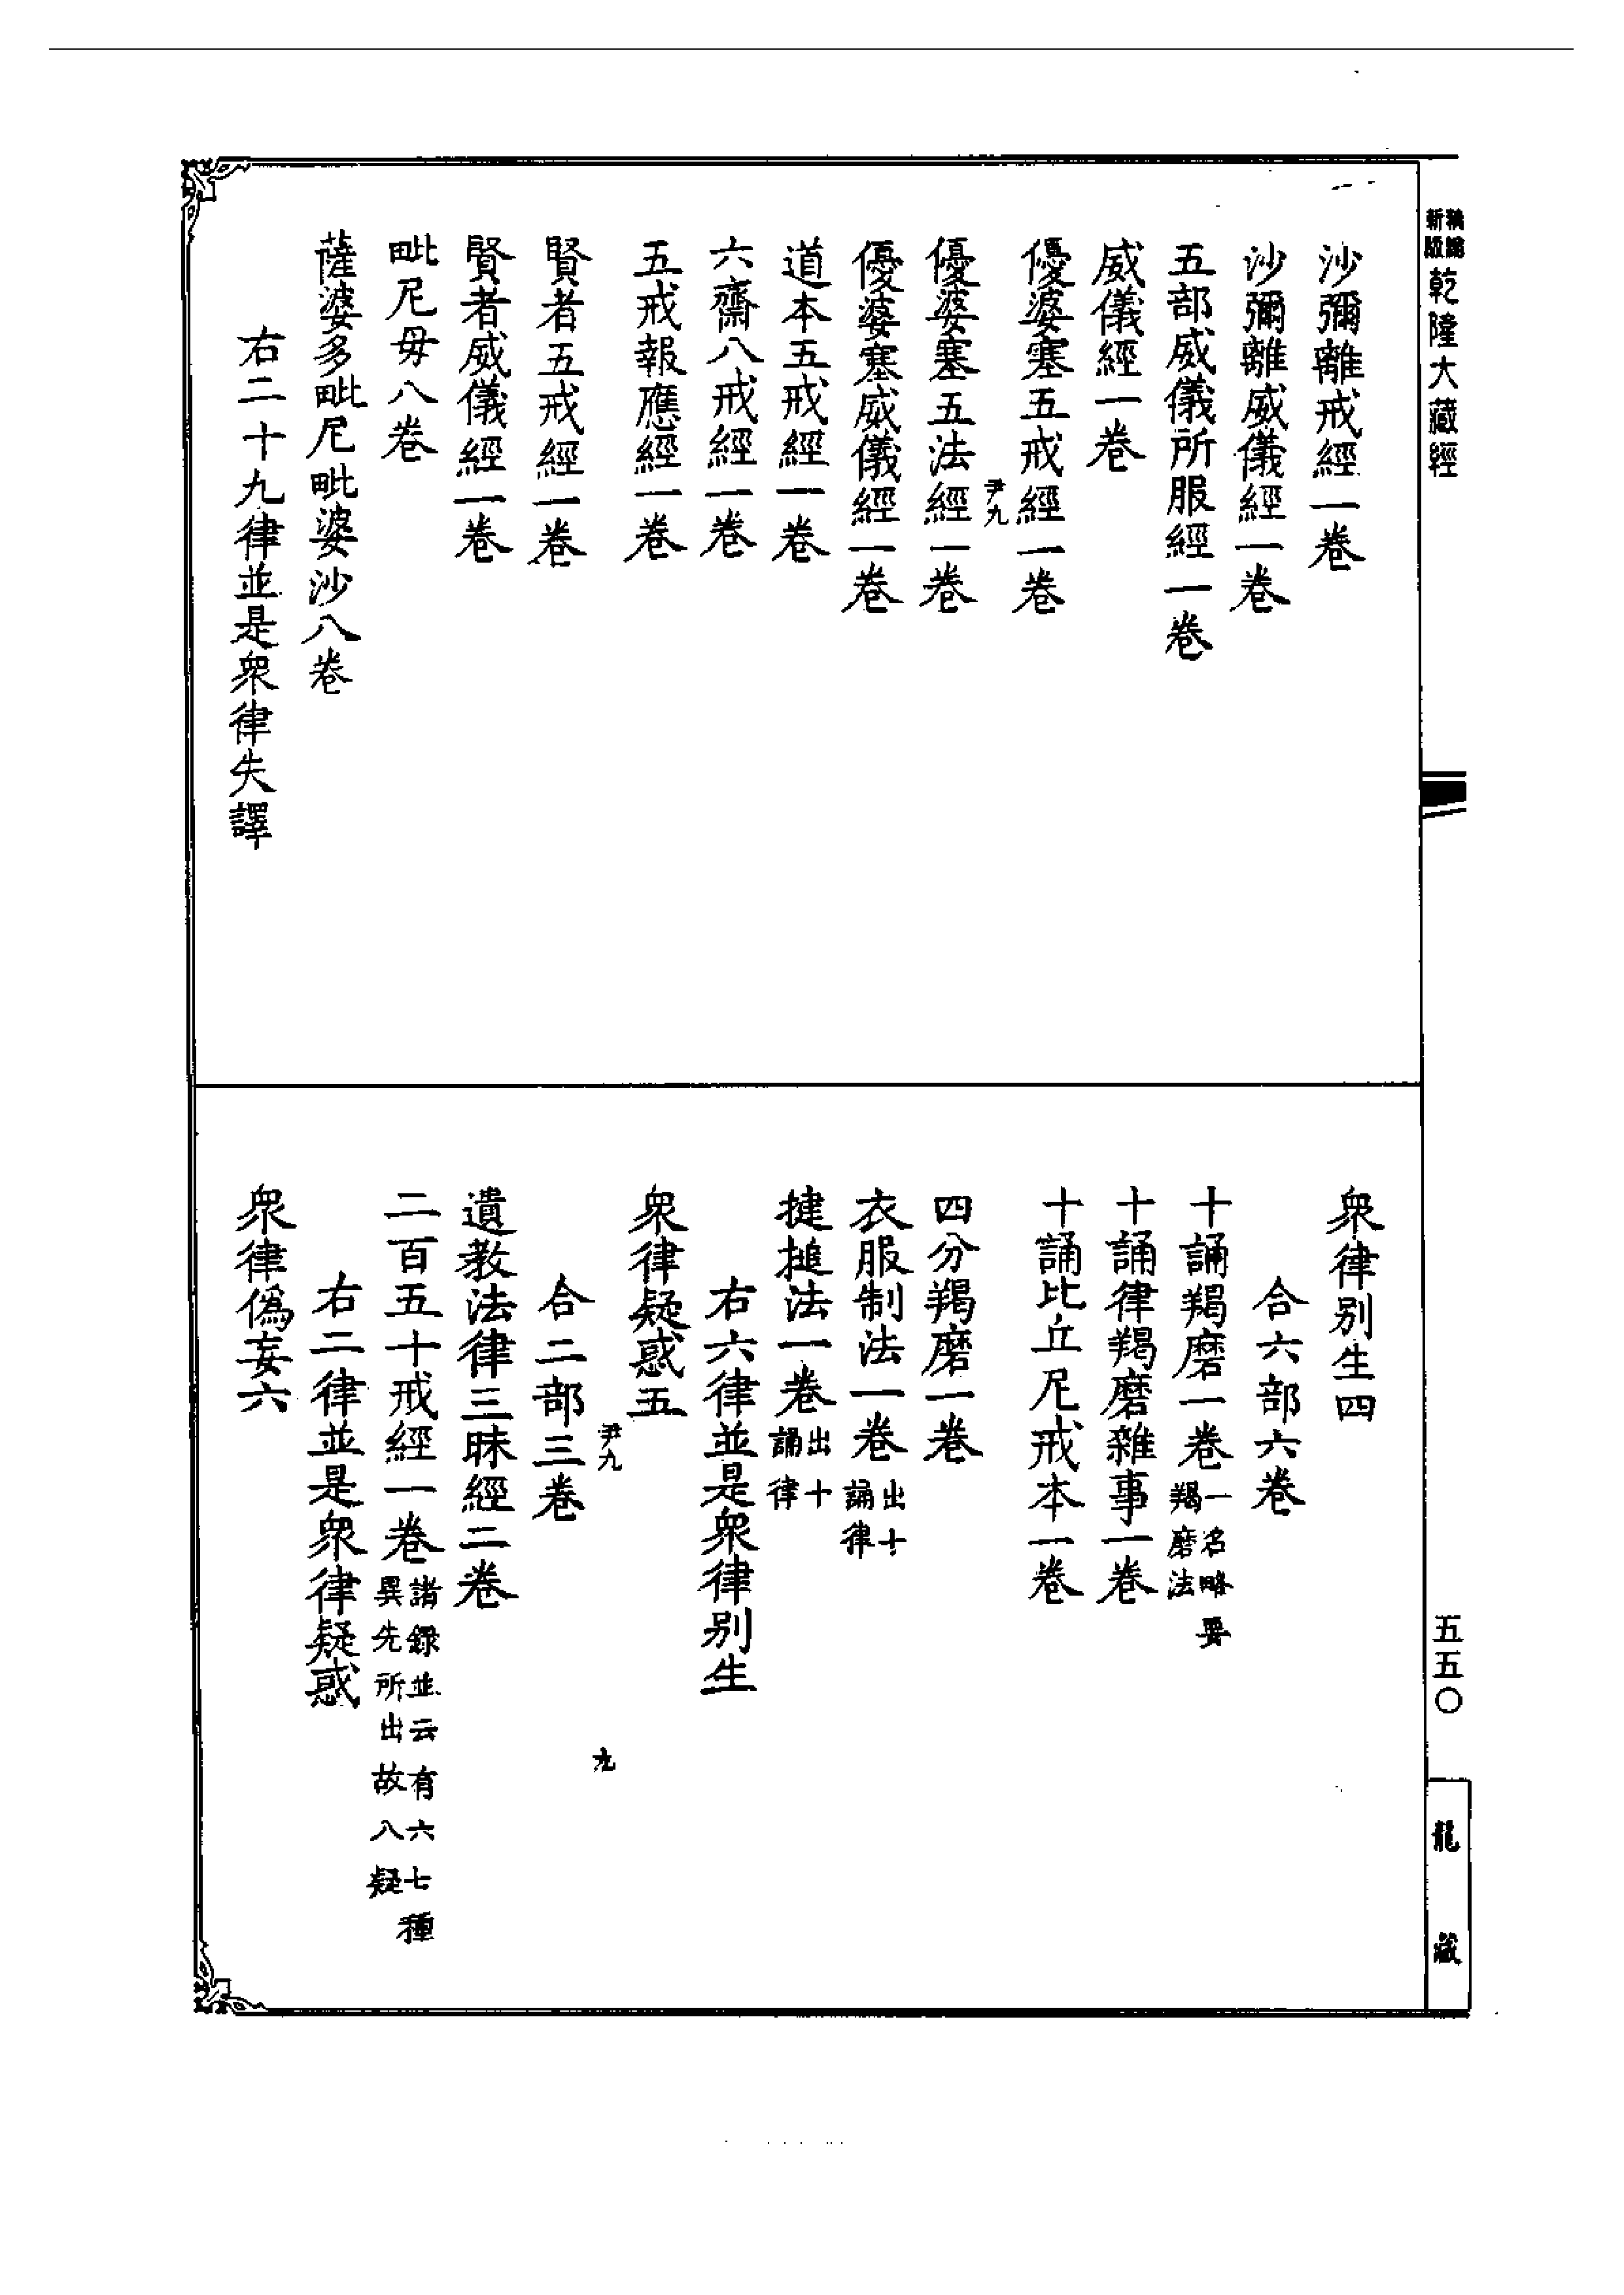 新編
新版
乾隆大藏經
沙彌離戒經一卷
沙彌離威儀經一卷
五部威儀所服經一卷
威儀經一卷
優婆塞五戒經一卷
尹九
優婆塞五法經一卷
優婆塞威儀經一卷
道本五戒經一卷
六齋八戒經一卷
五戒報應經一卷
賢者五戒經一卷
賢者威儀經一卷
毗尼毋八卷
薩婆多毗尼毗婆沙八卷
右二十九律並是衆律失譯
衆律別生四
合六部六卷
十誦羯磨一卷一名略要羯磨法
十誦律羯磨雜事一卷
十誦比丘尼戒本一卷
四分羯磨一卷
衣服制法一卷出十誦律
揵搥法一卷出十誦律
右六律並是衆律別生
衆律疑惑五
尹九
九
合二部三卷
遺教法律三昧經二卷
二百五十戒經一卷諸錄並云有六七種異先所出故八疑
右二律並是衆律疑惑
衆律偽妄六
五五〇
龍藏